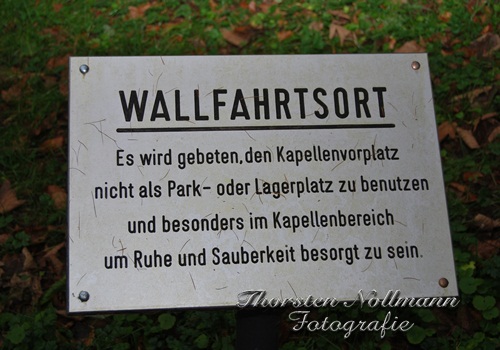 WALLFAHRTSORT
Es wird gebeten, den Kapellenvorplatz
nicht als Park- oder Lagerplatz zu benutzen
und besonders im Kapellenbereich
um Ruhe und Sauberkeit besorgt zu sein.
Thorsten Nollmann
Fotografie